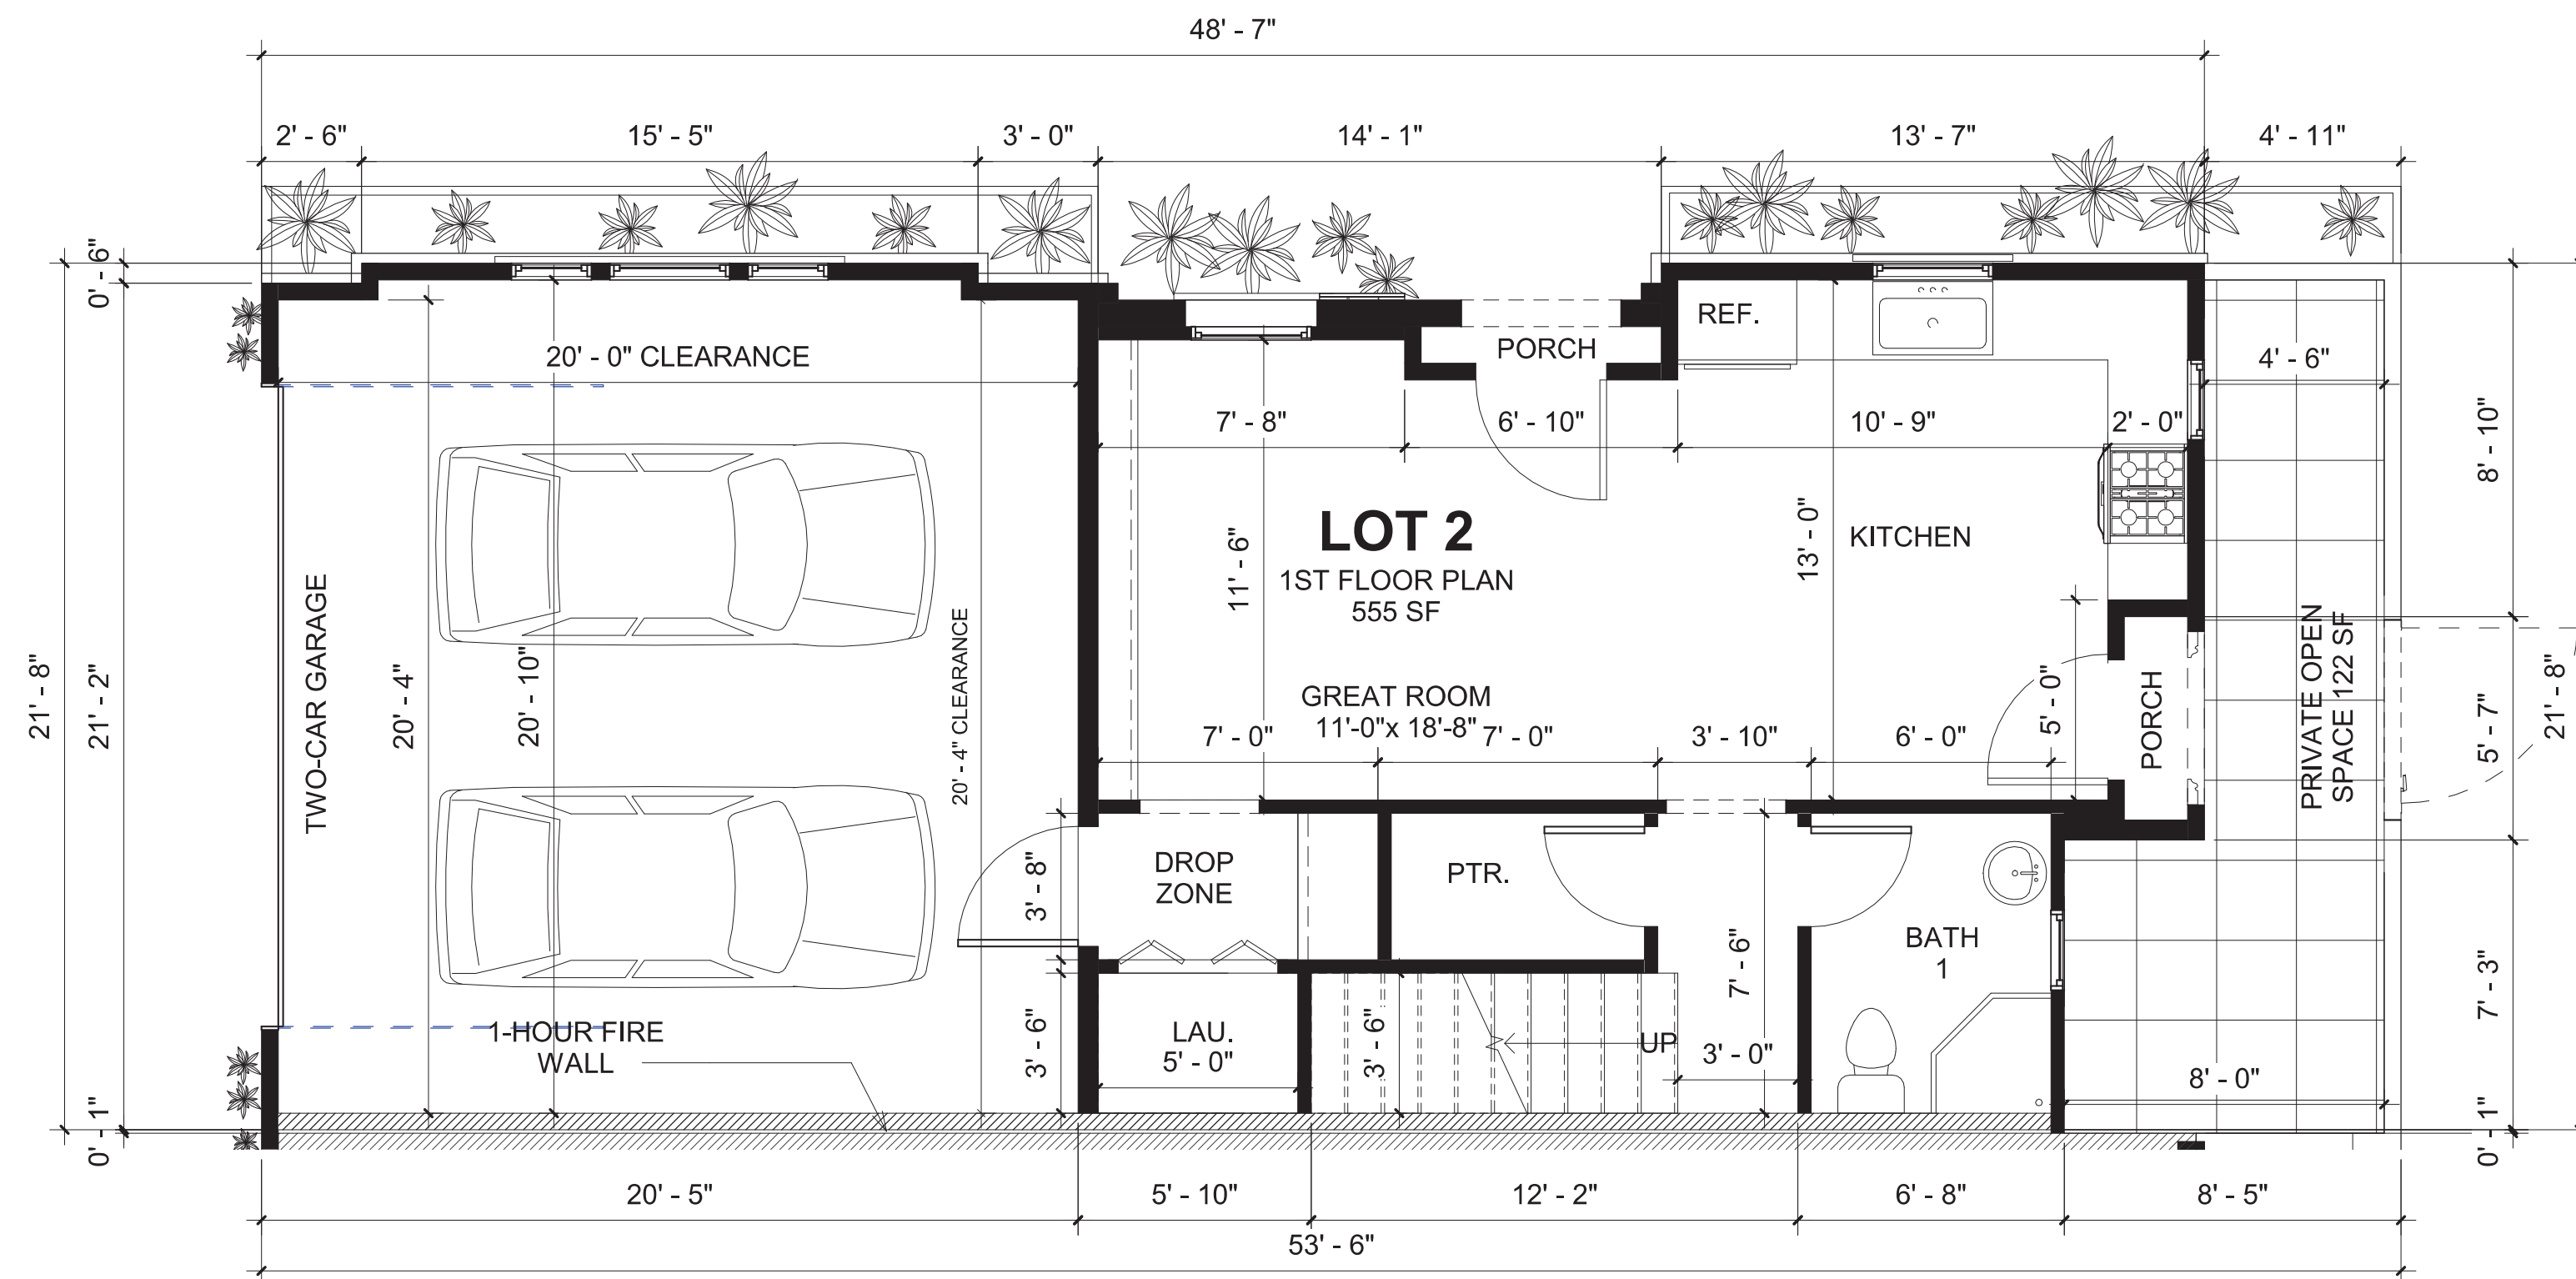 48' - 7"
2' - 6"
15' - 5"
3' - 0"
14' - 1"
13' - 7"
4' - 11"
0' - 6"
REF.
PORCH
20' - 0" CLEARANCE
4' - 6"
7' - 8"
6' - 10"
10' - 9"
2' - 0"
8' - 10"
LOT 2
1ST FLOOR PLAN
555 SF
11' - 6"
13' - 0"
KITCHEN
TWO-CAR GARAGE
21' - 8"
21' - 2"
20' - 4"
20' - 10"
20' - 4" CLEARANCE
GREAT ROOM
11'-0"x 18'-8"
7' - 0"
7' - 0"
3' - 10"
6' - 0"
5' - 0"
PORCH
PRIVATE OPEN
SPACE 122 SF
5' - 7"
21' - 8"
3' - 8"
DROP
ZONE
PTR.
7' - 6"
BATH
1
7' - 3"
1-HOUR FIRE
WALL
3' - 6"
LAU.
5' - 0"
3' - 6"
UP
3' - 0"
8' - 0"
0' - 1"
0' - 1"
20' - 5"
5' - 10"
12' - 2"
6' - 8"
8' - 5"
53' - 6"